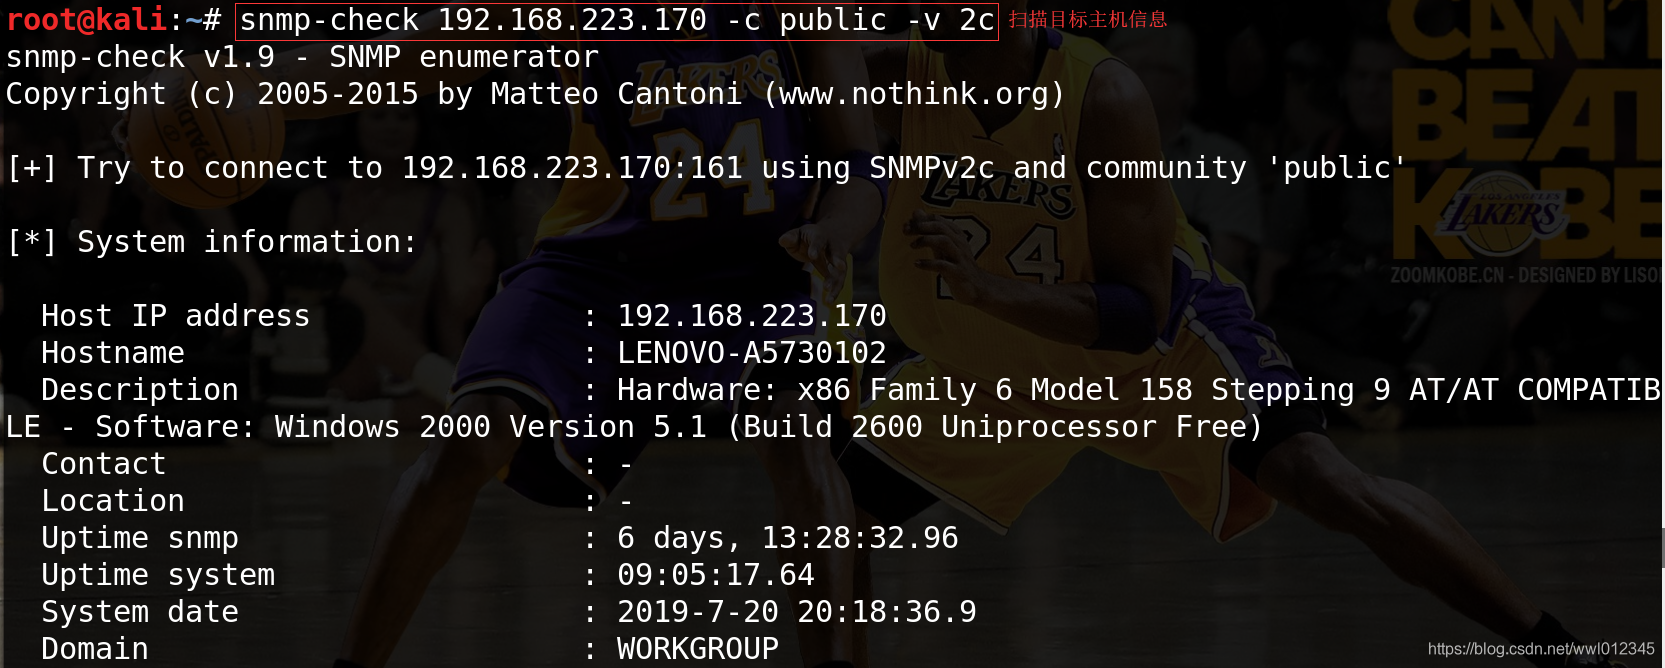 root@kali:~# snmp-check 192.168.223.170 -c public -v 2c 扫描目标主机信息
snmp-check v1.9 - SNMP enumerator
Copyright (c) 2005-2015 by Matteo Cantoni (www.nothink.org)
[+] Try to connect to 192.168.223.170:161 using SNMPv2c and community 'public'
[*] System information:
Host IP address : 192.168.223.170
Hostname : LENOVO-A5730102
Description : Hardware: x86 Family 6 Model 158 Stepping 9 AT/AT COMPATIB
LE - Software: Windows 2000 Version 5.1 (Build 2600 Uniprocessor Free)
Contact : -
Location : -
Uptime snmp : 6 days, 13:28:32.96
Uptime system : 09:05:17.64
System date : 2019-7-20 20:18:36.9
Domain : WORKGROUP
CAN'T
BEAT
KOBE
LOS ANGELES
LAKERS
ZOOMKOBE.CN - DESIGNED BY LISO
LAKERS
24
LAKERS
24
SPALDING
https://blog.csdn.net/wwl012345